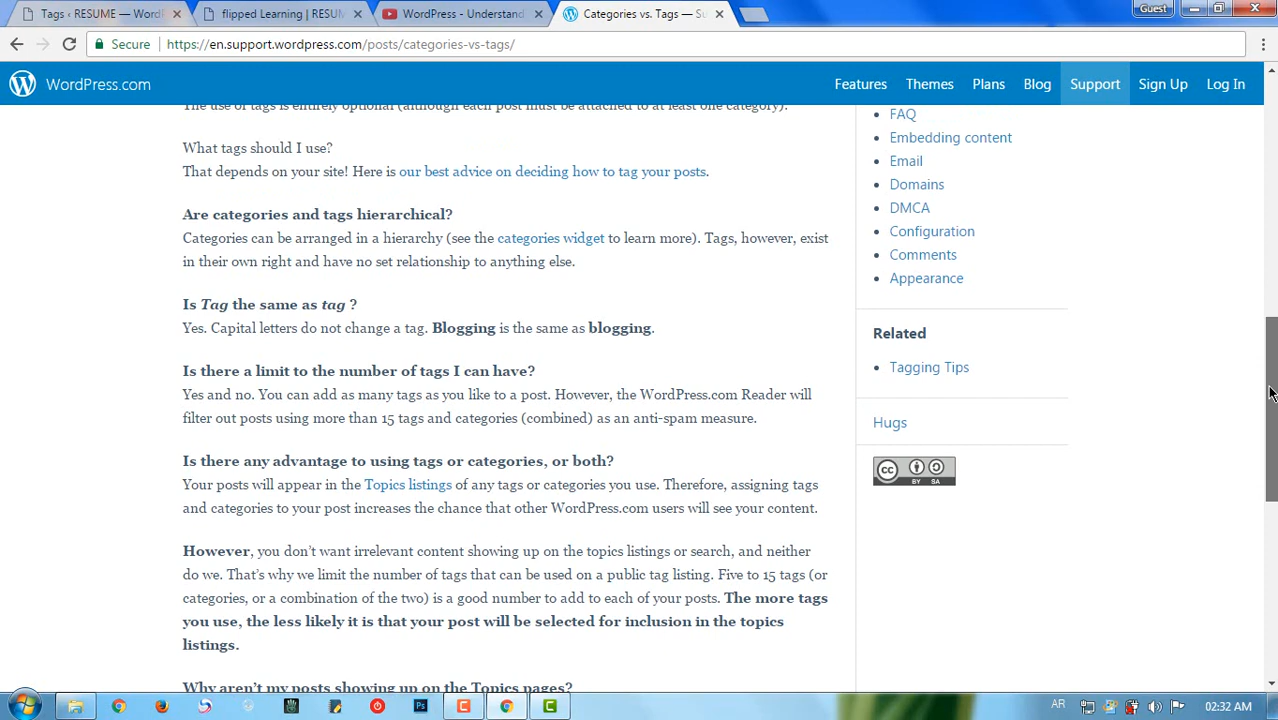 Tags ‹ RESUME — Word
flipped Learning | RESUM
WordPress - Understand
Categories vs. Tags — Su
Guest
Secure
https://en.support.wordpress.com/posts/categories-vs-tags/
WordPress.com
Features
Themes
Plans
Blog
Support
Sign Up
Log In
The use of tags is entirely optional (although each post must be attached to at least one category).
What tags should I use?
That depends on your site! Here is our best advice on deciding how to tag your posts.
Are categories and tags hierarchical?
Categories can be arranged in a hierarchy (see the categories widget to learn more). Tags, however, exist
in their own right and have no set relationship to anything else.
Is Tag the same as tag ?
Yes. Capital letters do not change a tag. Blogging is the same as blogging.
Is there a limit to the number of tags I can have?
Yes and no. You can add as many tags as you like to a post. However, the WordPress.com Reader will
filter out posts using more than 15 tags and categories (combined) as an anti-spam measure.
Is there any advantage to using tags or categories, or both?
Your posts will appear in the Topics listings of any tags or categories you use. Therefore, assigning tags
and categories to your post increases the chance that other WordPress.com users will see your content.
However, you don’t want irrelevant content showing up on the topics listings or search, and neither
do we. That’s why we limit the number of tags that can be used on a public tag listing. Five to 15 tags (or
categories, or a combination of the two) is a good number to add to each of your posts. The more tags
you use, the less likely it is that your post will be selected for inclusion in the topics
listings.
Why aren’t my posts showing up on the Topics pages?
FAQ
Embedding content
Email
Domains
DMCA
Configuration
Comments
Appearance
Related
Tagging Tips
Hugs
cc
BY SA
Ps
AR
02:32 AM